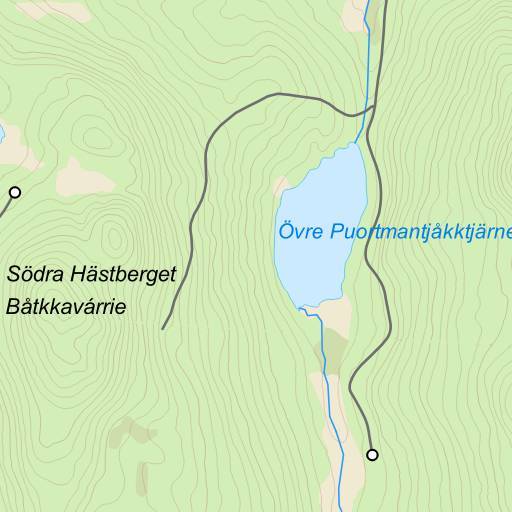 Övre Puortmantjåkktjärne
Södra Hästberget
Båtkkavárrie